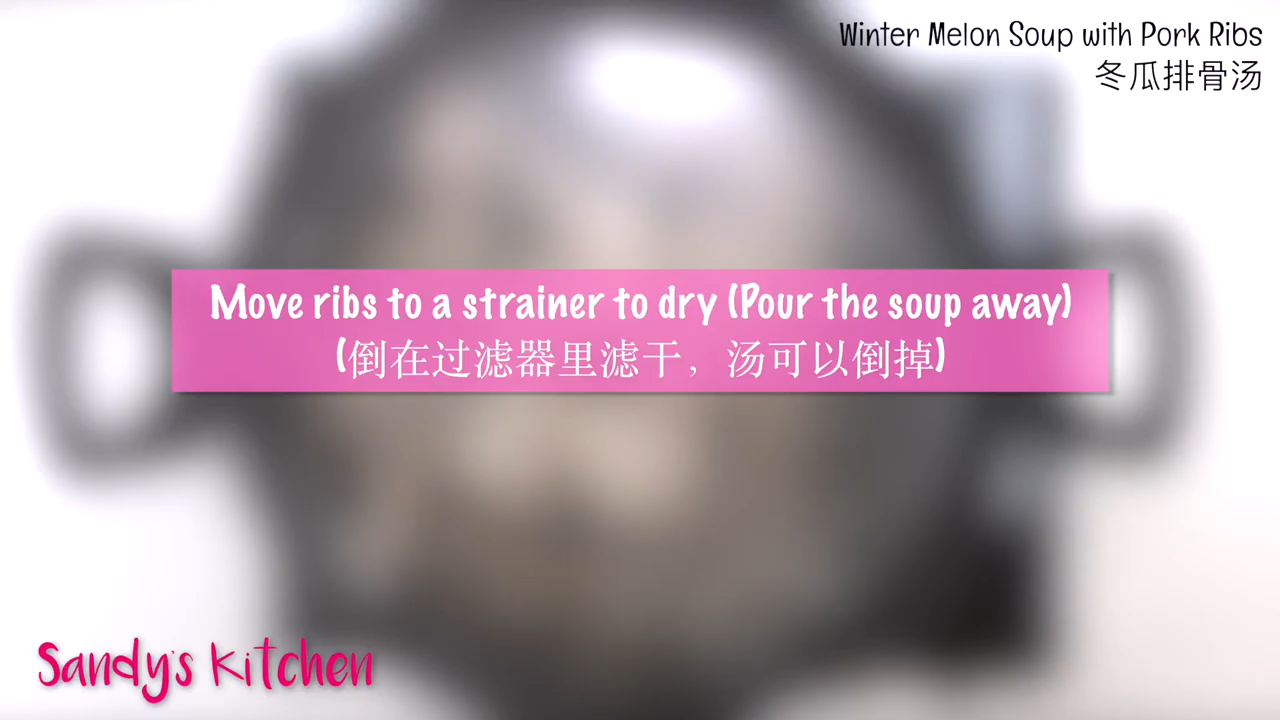 Winter Melon Soup with Pork Ribs
冬瓜排骨汤
Move ribs to a strainer to dry (Pour the soup away)
(倒在过滤器里滤干，汤可以倒掉)
Sandy's Kitchen